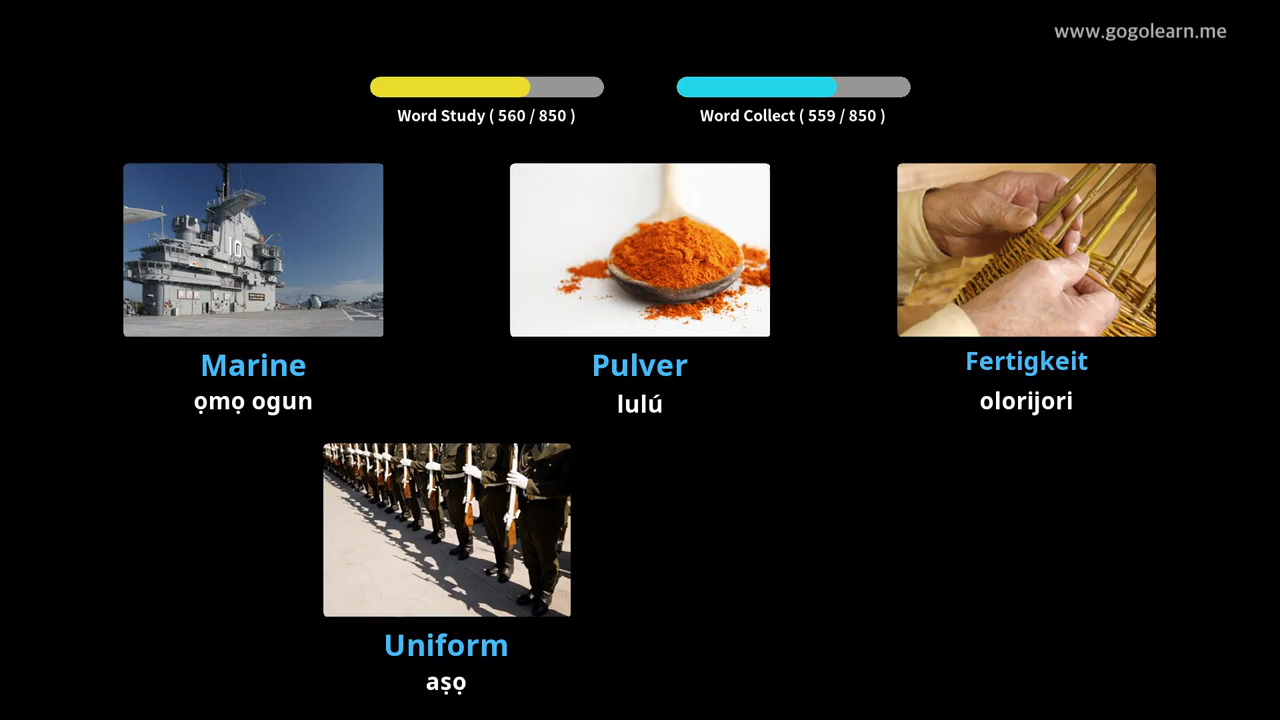 www.gogolearn.me
Word Study ( 560 / 850 )
Word Collect ( 559 / 850 )
10
Marine
ọmọ ogun
Pulver
lulú
Fertigkeit
olorijori
Uniform
aṣọ